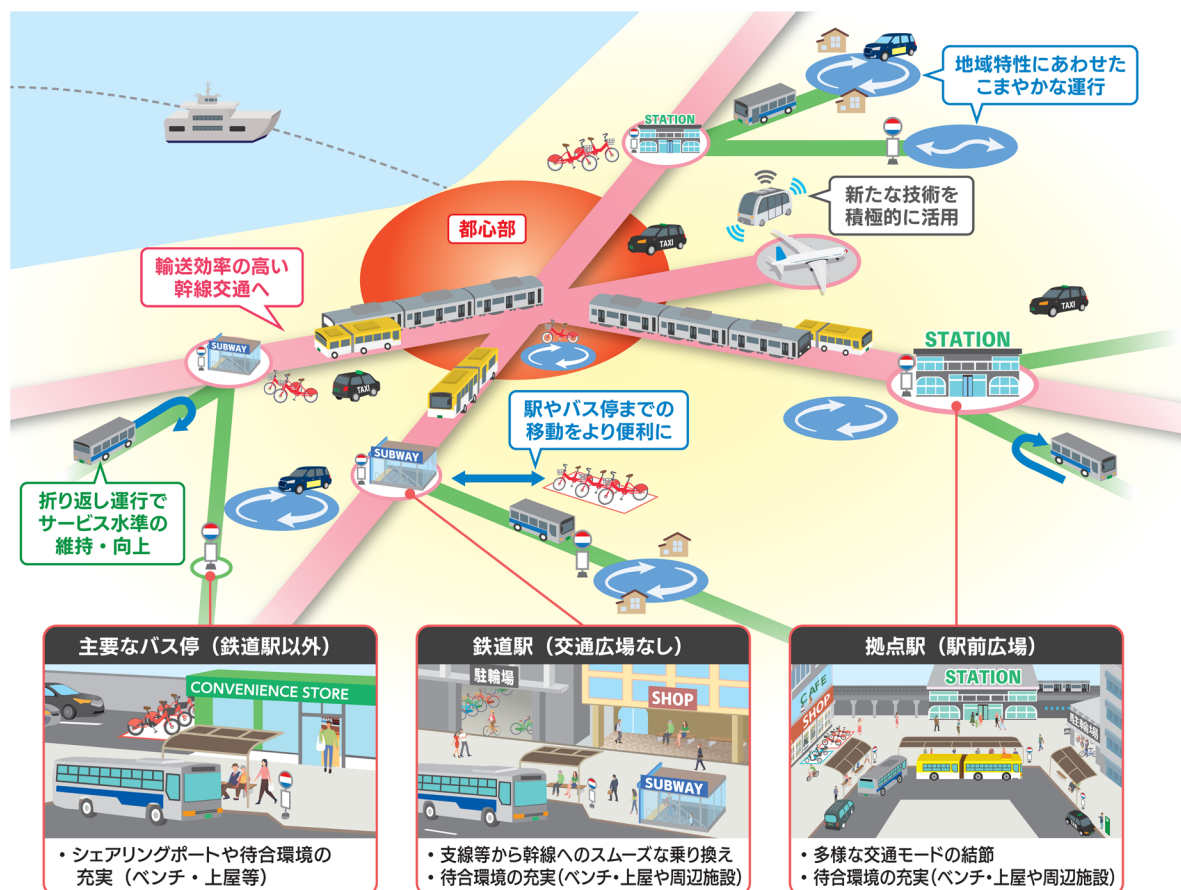 地域特性にあわせた
こまやかな運行
STATION
新たな技術を
積極的に活用
都心部
TAXI
輸送効率の高い
幹線交通へ
TAXI
SUBWAY
STATION
TAXI
駅やバス停までの
移動をより便利に
SUBWAY
折り返し運行で
サービス水準の
維持・向上
主要なバス停（鉄道駅以外）
CONVENIENCE STORE
・シェアリングポートや待合環境の
充実（ベンチ・上屋等）
鉄道駅（交通広場なし）
駐輪場
SHOP
SUBWAY
・支線等から幹線へのスムーズな乗り換え
・待合環境の充実（ベンチ・上屋や周辺施設）
拠点駅（駅前広場）
STATION
CAFE
SHOP
駐輪場
・多様な交通モードの結節
・待合環境の充実（ベンチ・上屋や周辺施設）